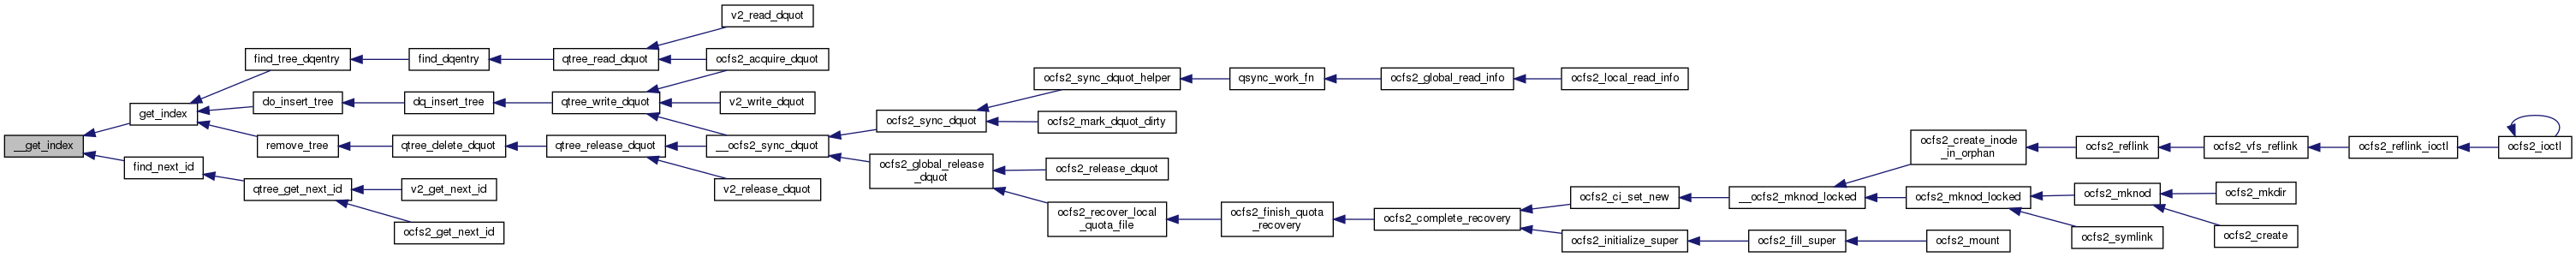 v2_read_dquot
find_tree_dqentry
find_dqentry
qtree_read_dquot
ocfs2_acquire_dquot
ocfs2_sync_dquot_helper
qsync_work_fn
ocfs2_global_read_info
ocfs2_local_read_info
do_insert_tree
dq_insert_tree
qtree_write_dquot
v2_write_dquot
get_index
ocfs2_sync_dquot
ocfs2_mark_dquot_dirty
__get_index
remove_tree
qtree_delete_dquot
qtree_release_dquot
__ocfs2_sync_dquot
ocfs2_create_inode
_in_orphan
ocfs2_reflink
ocfs2_vfs_reflink
ocfs2_reflink_ioctl
ocfs2_ioctl
find_next_id
ocfs2_global_release
_dquot
ocfs2_release_dquot
qtree_get_next_id
v2_get_next_id
v2_release_dquot
ocfs2_ci_set_new
__ocfs2_mknod_locked
ocfs2_mknod_locked
ocfs2_mknod
ocfs2_mkdir
ocfs2_recover_local
_quota_file
ocfs2_finish_quota
_recovery
ocfs2_complete_recovery
ocfs2_get_next_id
ocfs2_initialize_super
ocfs2_fill_super
ocfs2_mount
ocfs2_symlink
ocfs2_create